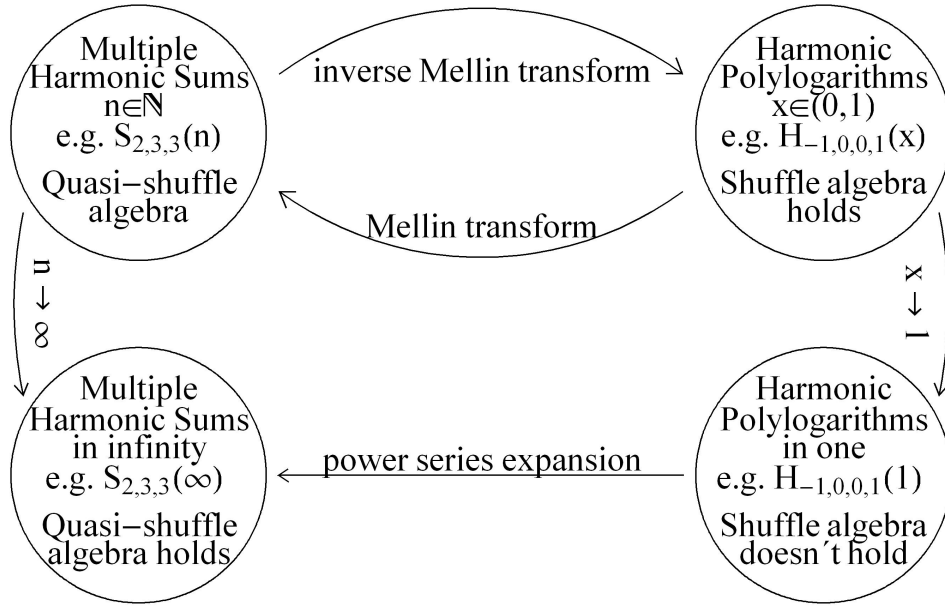 Multiple
Harmonic Sums
n∈ℕ
e.g. S₂,₃,₃(n)
Quasi−shuffle
algebra
inverse Mellin transform
Harmonic
Polylogarithms
x∈(0,1)
e.g. H₋₁,₀,₀,₁(x)
Shuffle algebra
holds
Mellin transform
n → ∞
x → 1
Multiple
Harmonic Sums
in infinity
e.g. S₂,₃,₃(∞)
Quasi−shuffle
algebra holds
power series expansion
Harmonic
Polylogarithms
in one
e.g. H₋₁,₀,₀,₁(1)
Shuffle algebra
doesn´t hold